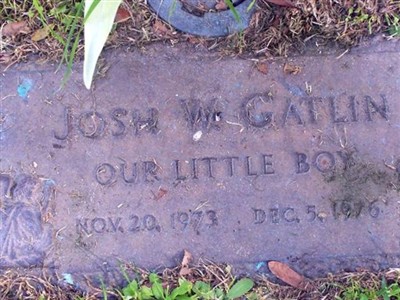 JOSH W GATLIN
OUR LITTLE BOY
NOV. 20. 1973 DEC. 5. 1976